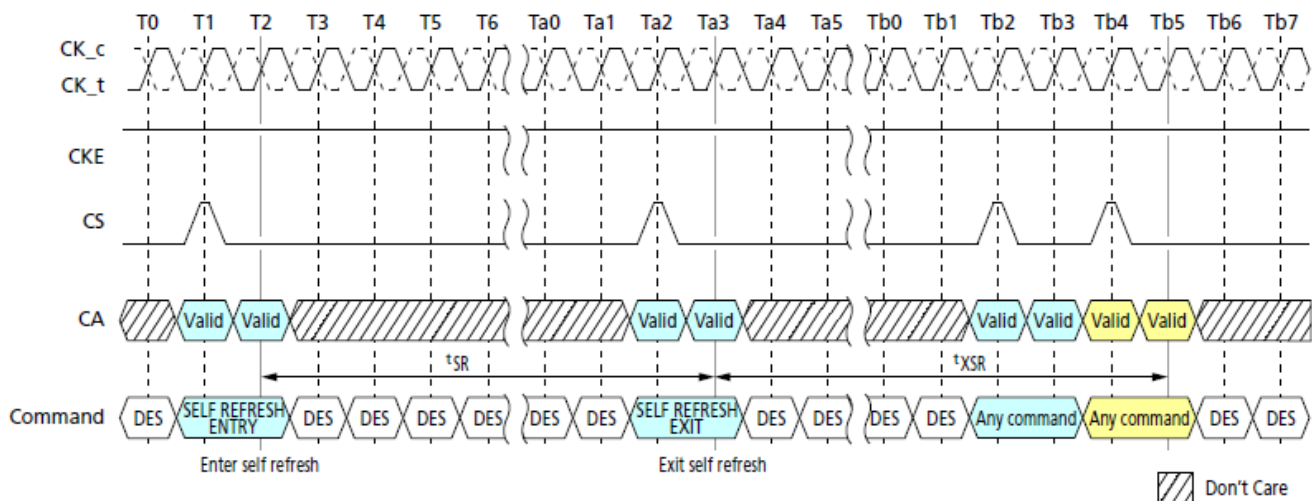 T0 T1 T2 T3 T4 T5 T6 Ta0 Ta1 Ta2 Ta3 Ta4 Ta5 Tb0 Tb1 Tb2 Tb3 Tb4 Tb5 Tb6 Tb7
CK_c
CK_t
CKE
CS
CA Valid Valid Valid Valid Valid Valid Valid Valid
tSR tXSR
Command DES SELF REFRESH ENTRY DES DES DES DES DES DES SELF REFRESH EXIT DES DES DES DES Any command Any command DES DES
Enter self refresh Exit self refresh
Don't Care